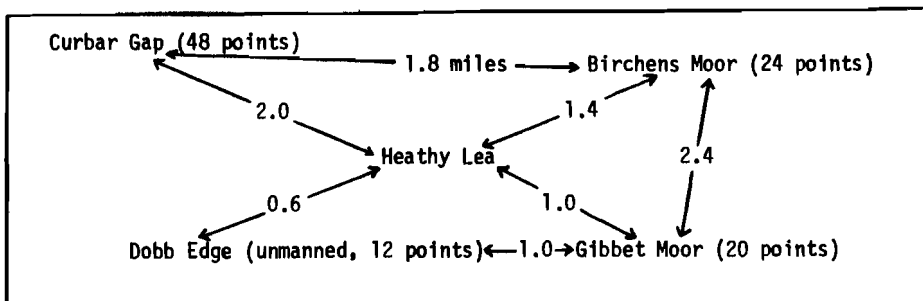 Curbar Gap (48 points)
1.8 miles
Birchens Moor (24 points)
2.0
1.4
Heathy Lea
2.4
0.6
1.0
Dobb Edge (unmanned, 12 points)
1.0
Gibbet Moor (20 points)